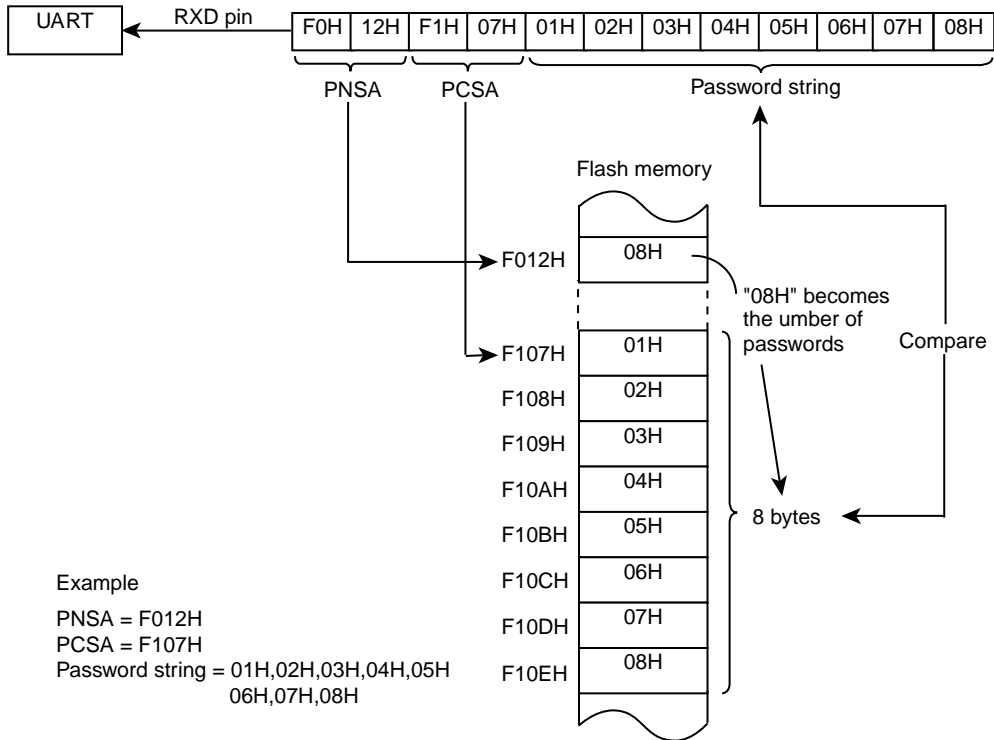 UART
RXD pin
F0H 12H F1H 07H 01H 02H 03H 04H 05H 06H 07H 08H
PNSA PCSA Password string
Flash memory
F012H 08H
"08H" becomes
the umber of
passwords
Compare
F107H 01H
F108H 02H
F109H 03H
F10AH 04H
F10BH 05H
8 bytes
F10CH 06H
F10DH 07H
F10EH 08H
Example
PNSA = F012H
PCSA = F107H
Password string = 01H,02H,03H,04H,05H
06H,07H,08H